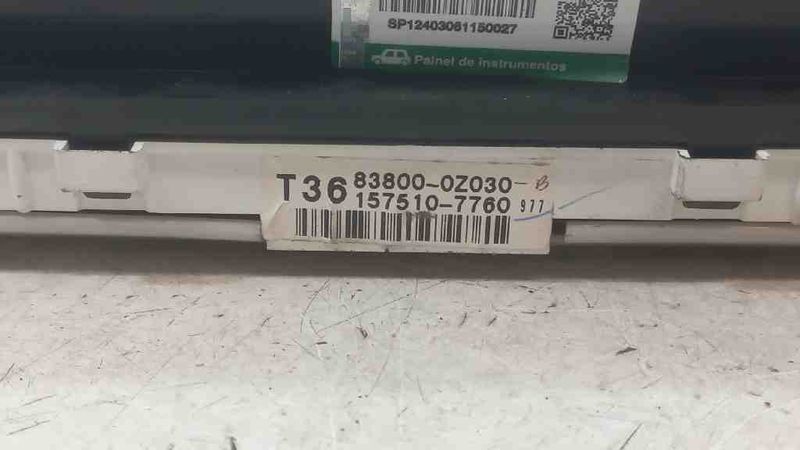 SP12403061150027
Painel de instrumentos
T36 83800-0Z030-B
157510-7760 977